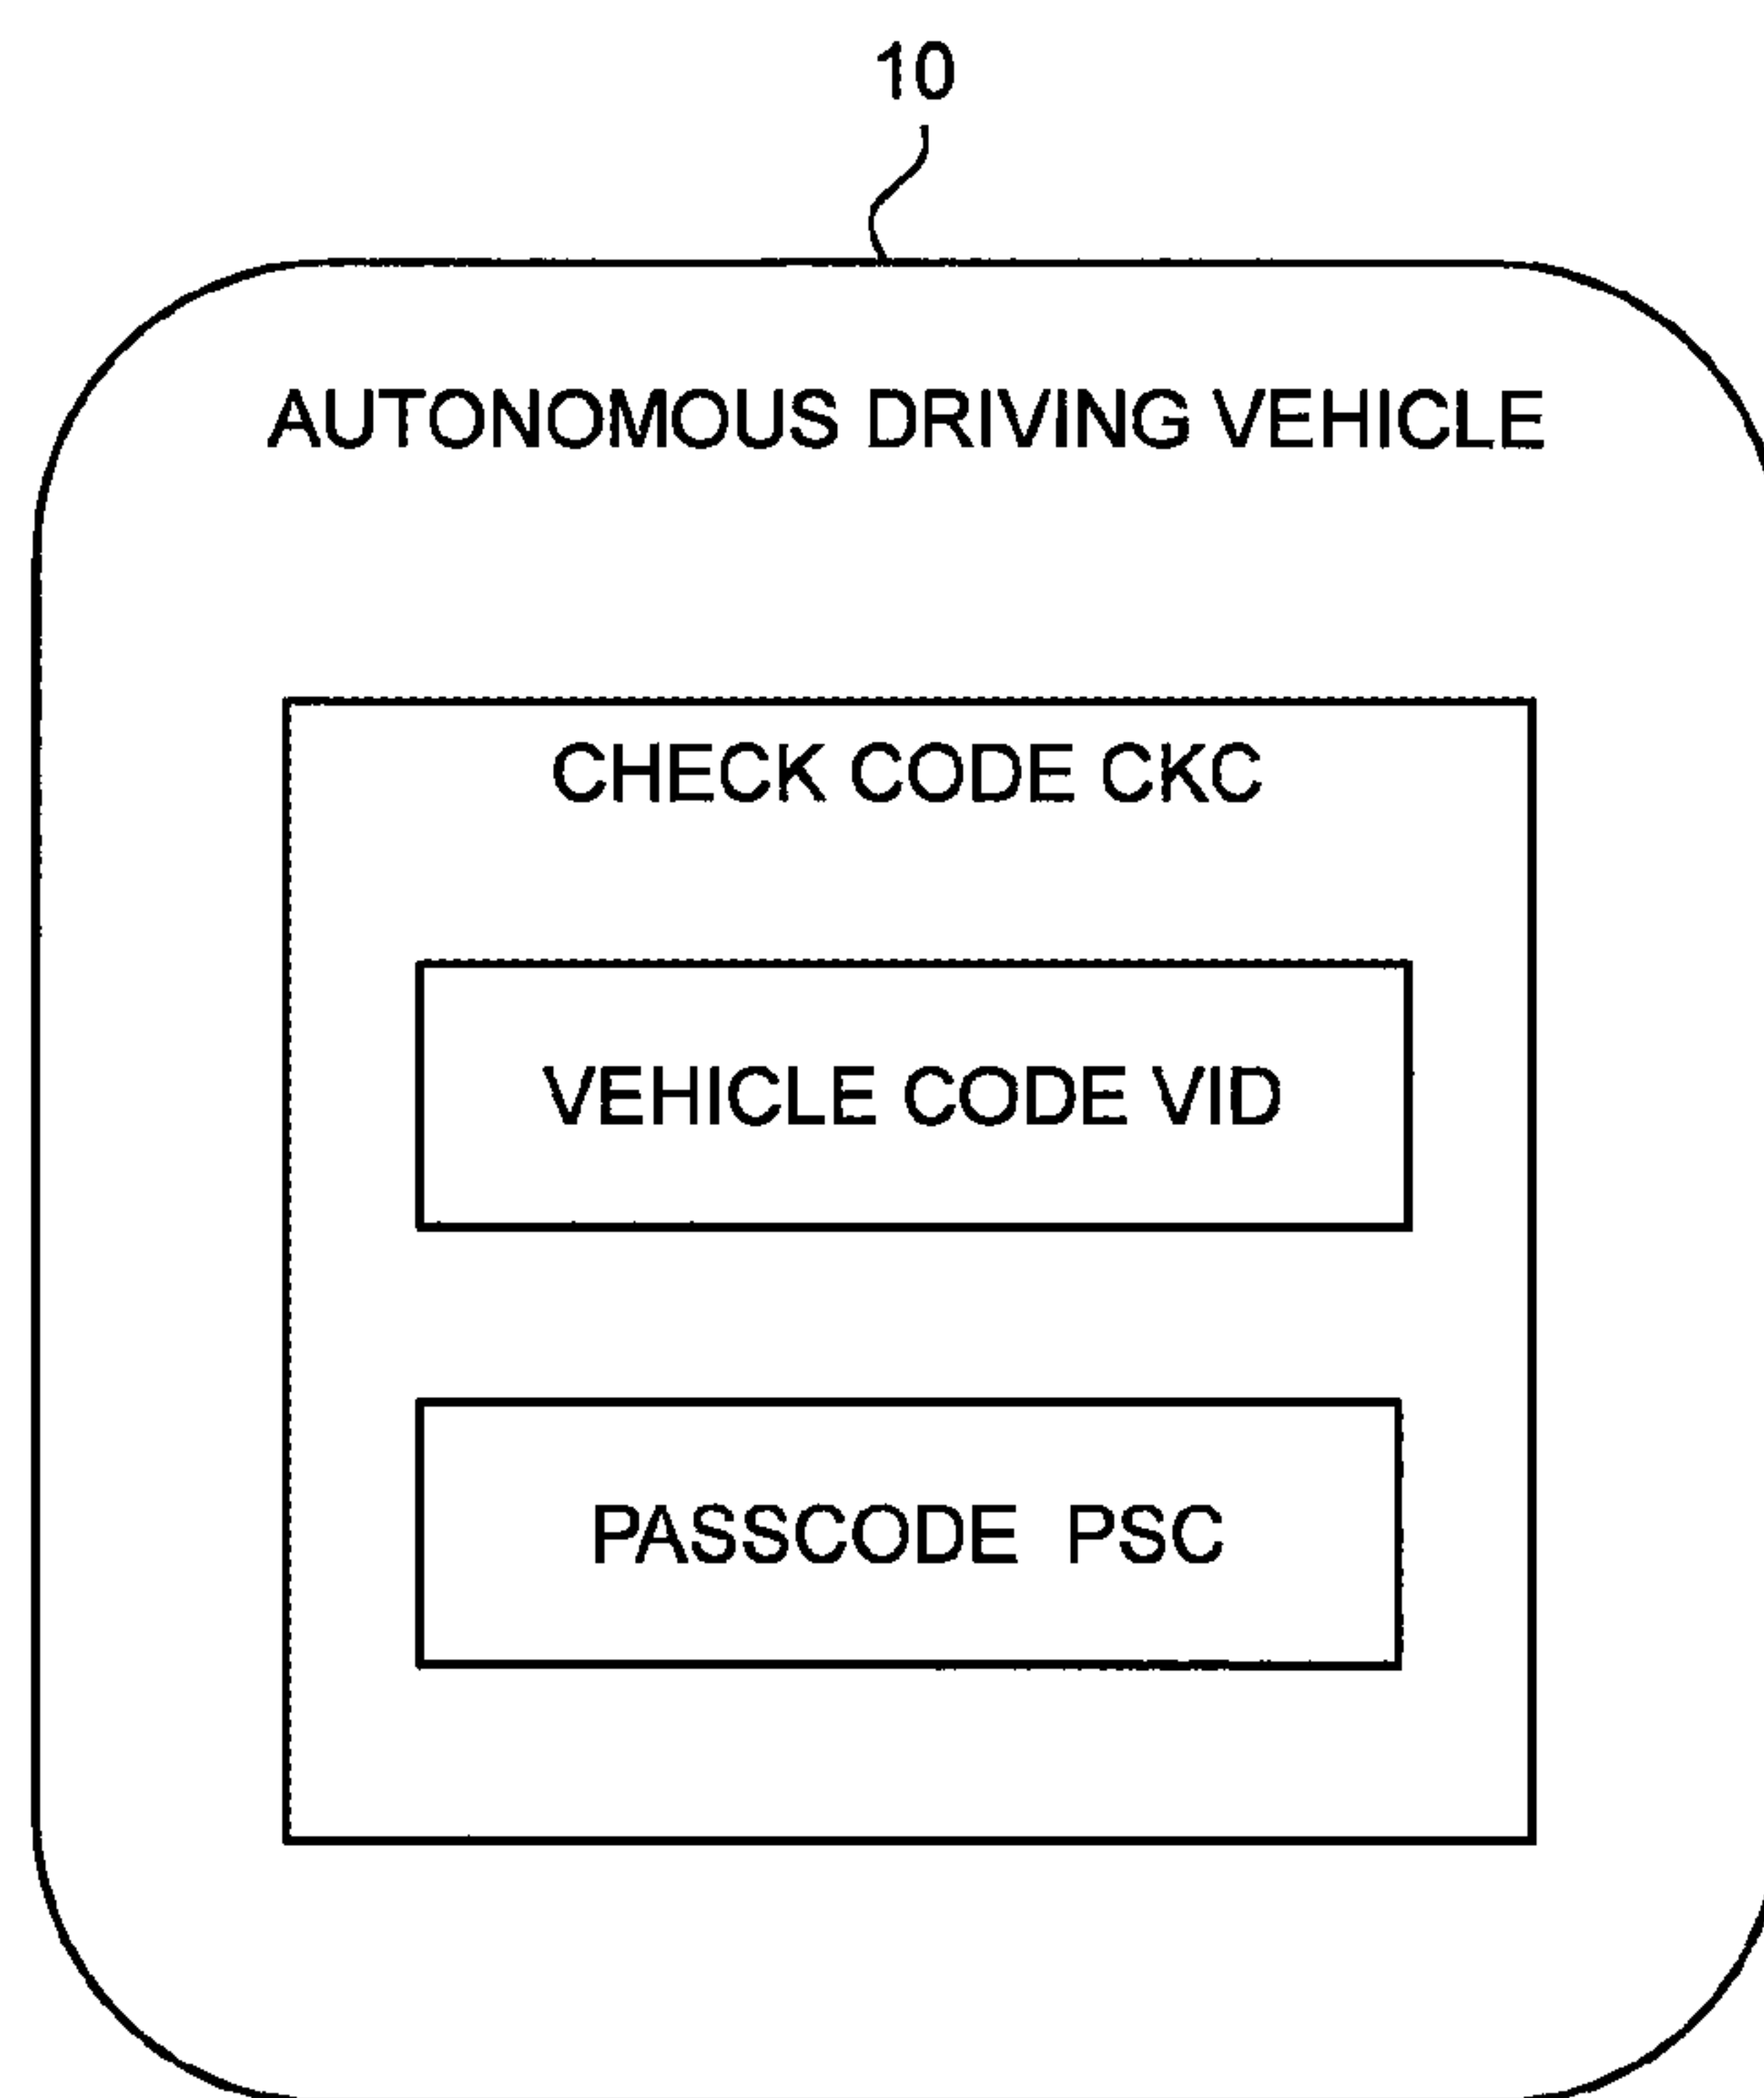 10
AUTONOMOUS DRIVING VEHICLE
CHECK CODE CKC
VEHICLE CODE VID
PASSCODE PSC